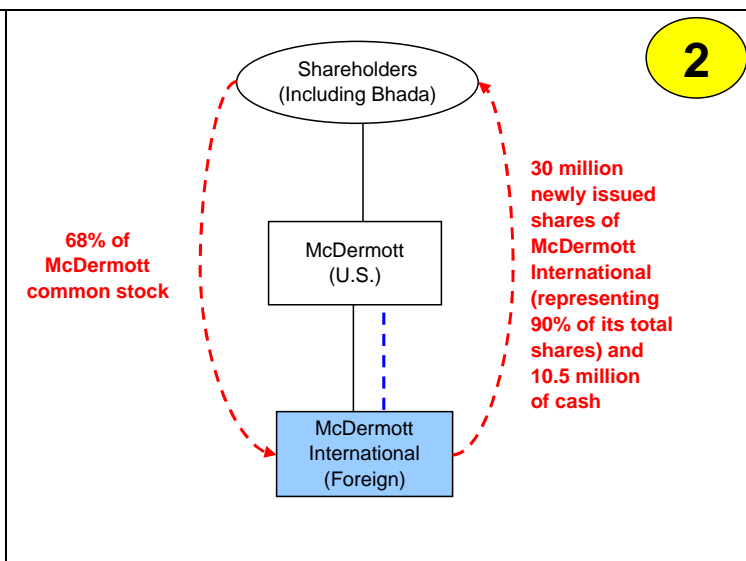 2
Shareholders
(Including Bhada)
30 million
newly issued
shares of
McDermott
International
(representing
90% of its total
shares) and
10.5 million
of cash
68% of
McDermott
common stock
McDermott
(U.S.)
McDermott
International
(Foreign)